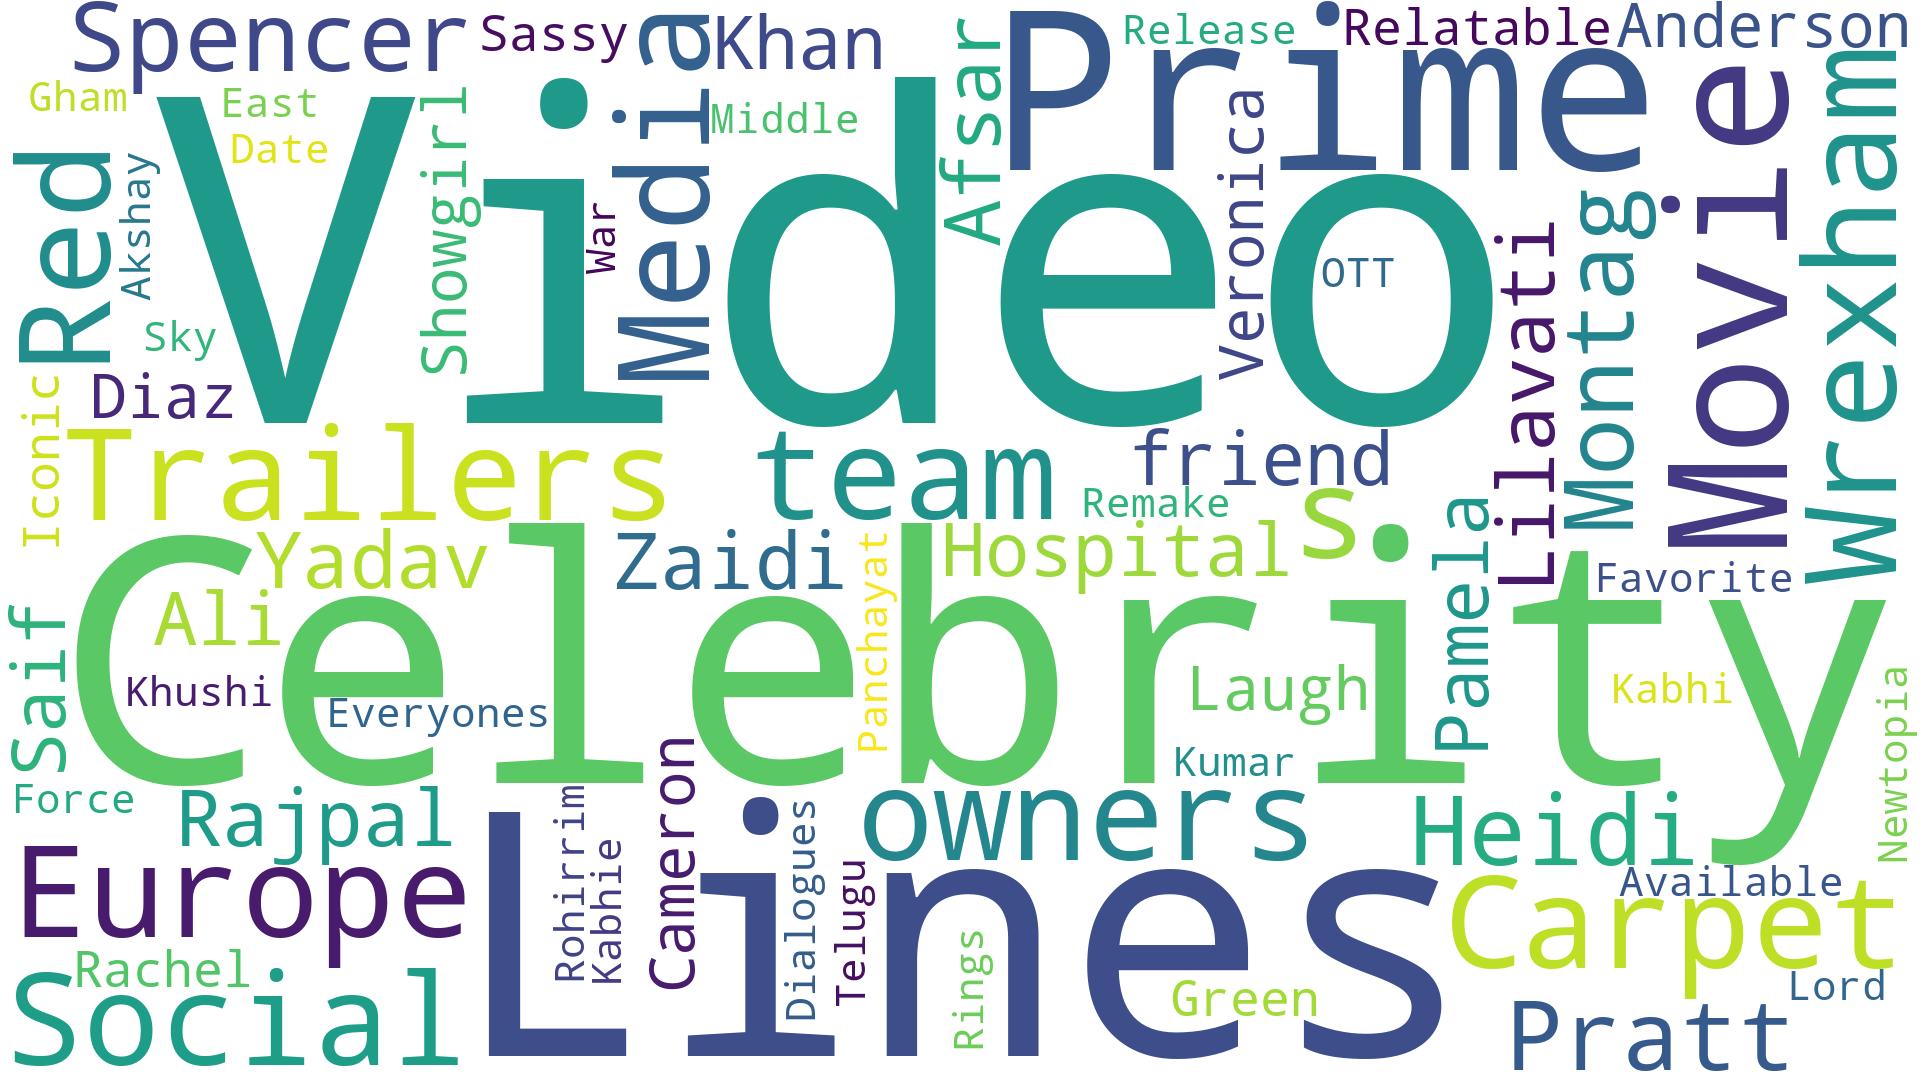 Spencer
Sassy
Media
Khan
Prime
Release
Relatable
Anderson
Gham
East
Date
Showgirl
Middle
Afsar
Veronica
Movie
Wrexham
Red
Akshay
Video
War
OTT
Lilavati
Montag
Sky
Diaz
Iconic
Trailers
team
friend
Remake
s
Pamela
Yadav
Zaidi
Panchayat
Hospital
Favorite
Saif
Ali
Celebrity
Khushi
Everyones
Laugh
Kabhi
Newtopia
Kumar
Force
Rajpal
Rohirrim
Kabhie
Cameron
Dialogues
owners
Heidi
Europe
Lines
Telugu
Available
Carpet
Rachel
Social
Rings
Green
Lord
Pratt